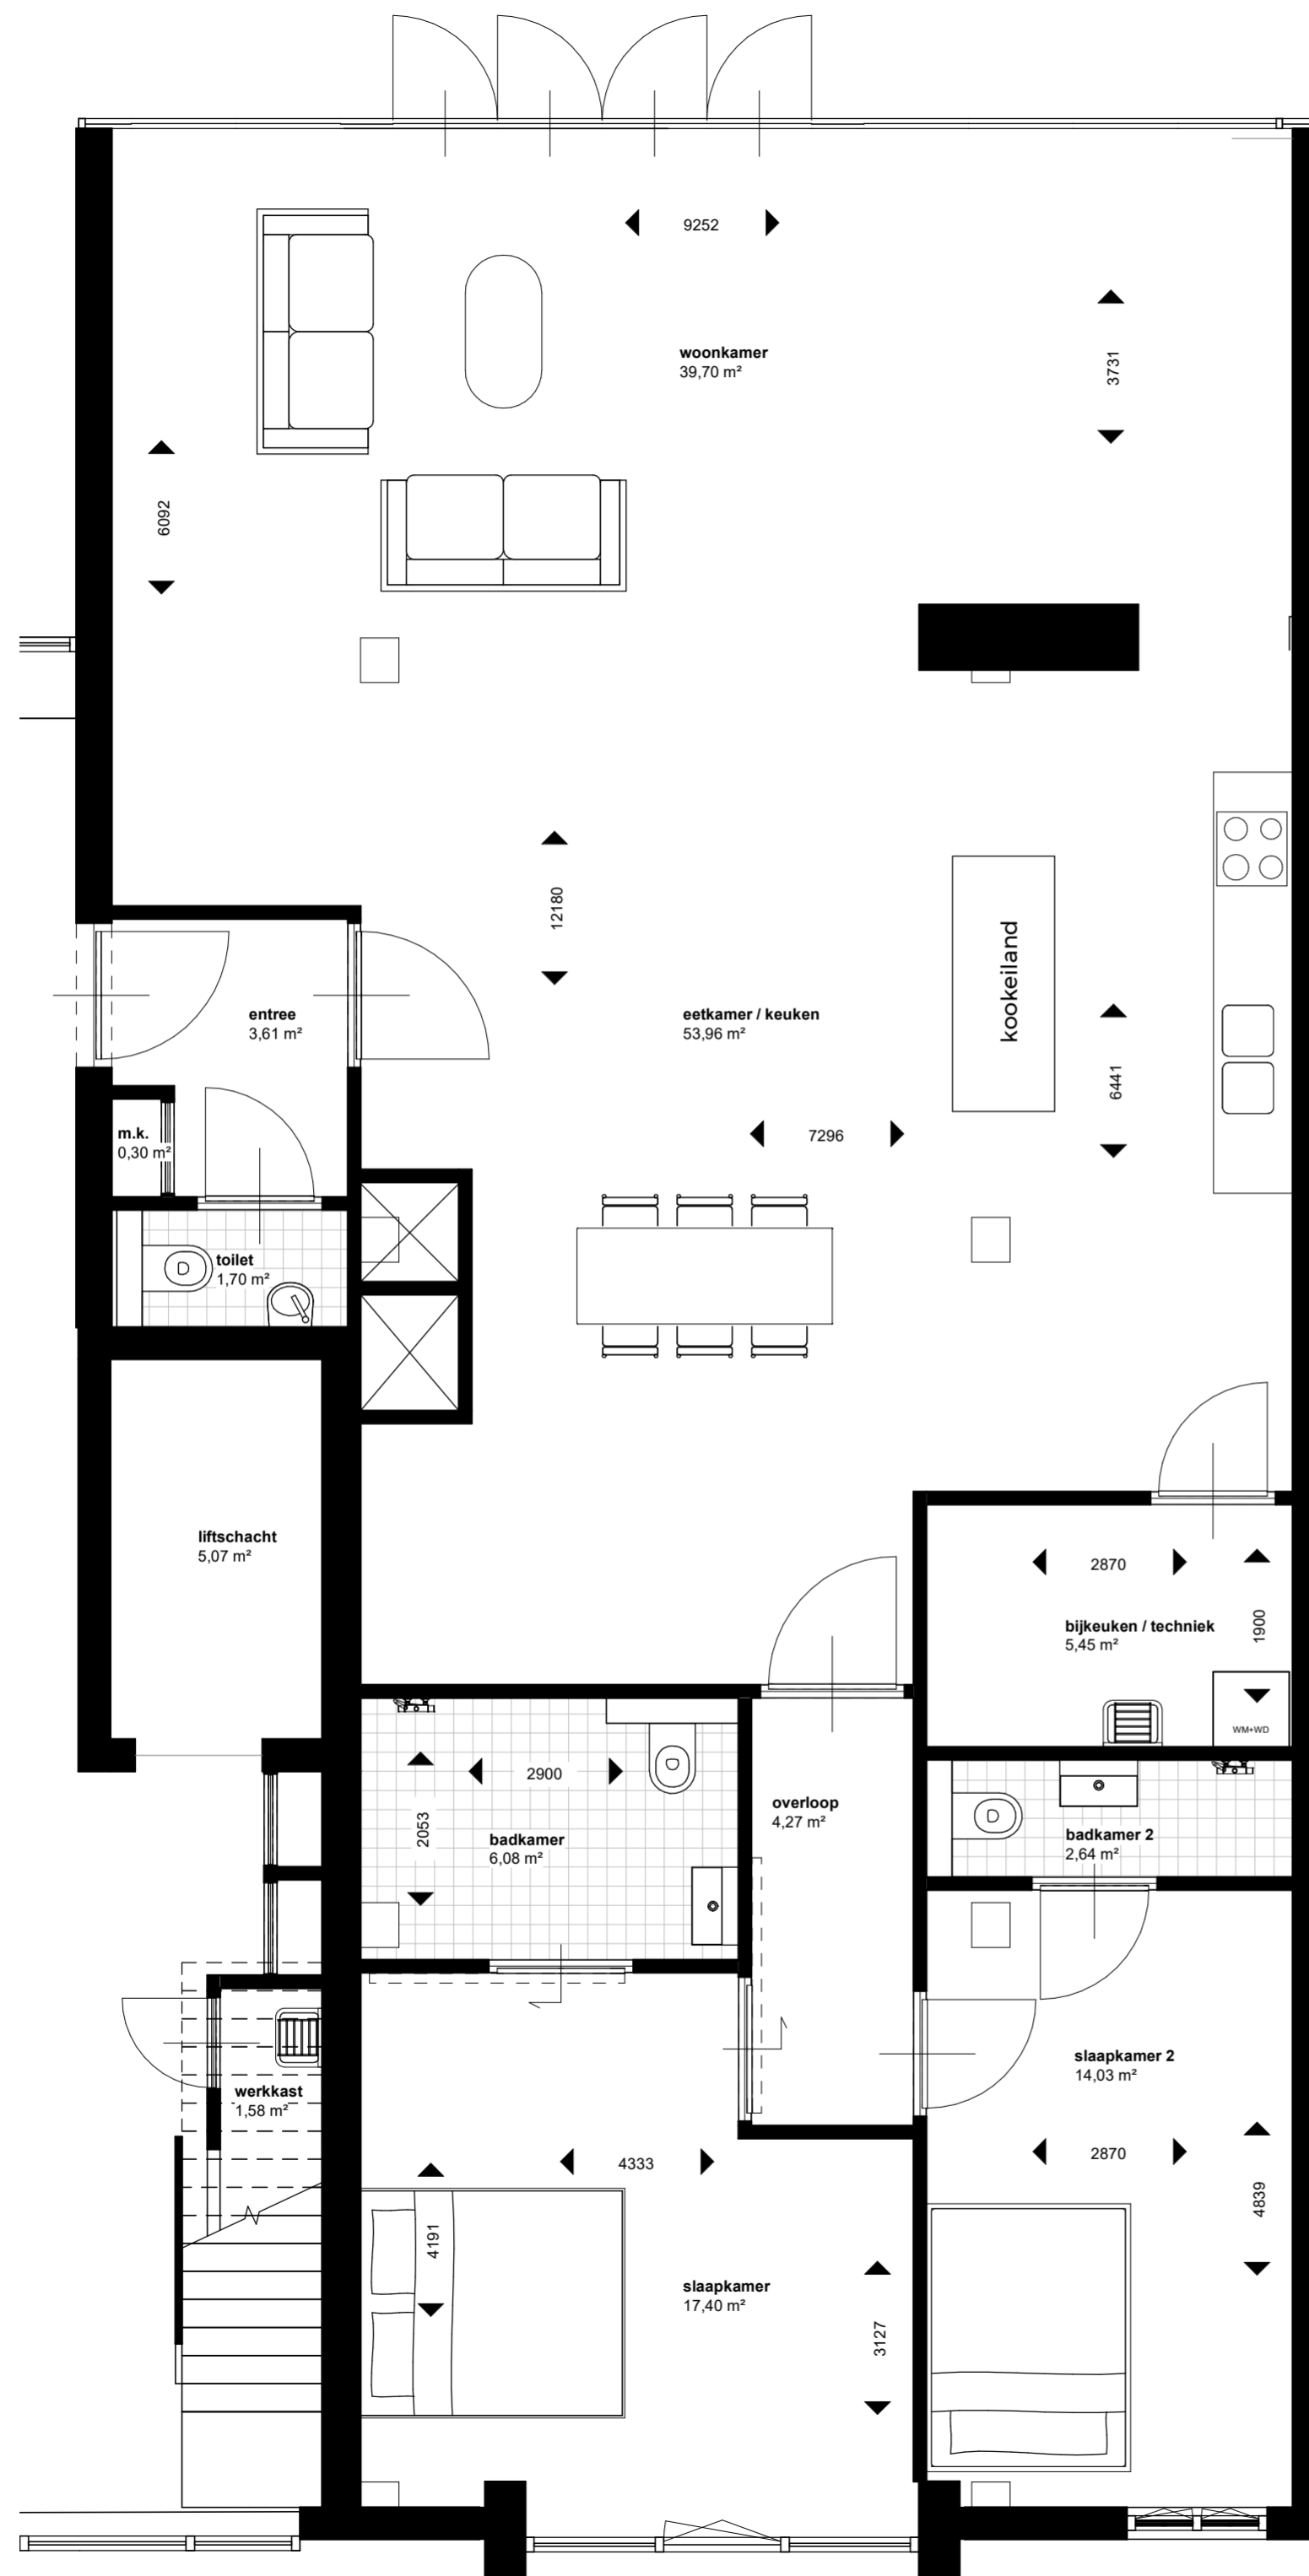 9252
woonkamer
39,70 m²
3731
6092
12180
kookeiland
entree
3,61 m²
eetkamer / keuken
53,96 m²
6441
m.k.
0,30 m²
7296
toilet
1,70 m²
liftschacht
5,07 m²
2870
1900
bijkeuken / techniek
5,45 m²
WM+WD
2900
2053
badkamer
6,08 m²
overloop
4,27 m²
badkamer 2
2,64 m²
slaapkamer 2
14,03 m²
werkkast
1,58 m²
4333
2870
4839
4191
slaapkamer
17,40 m²
3127